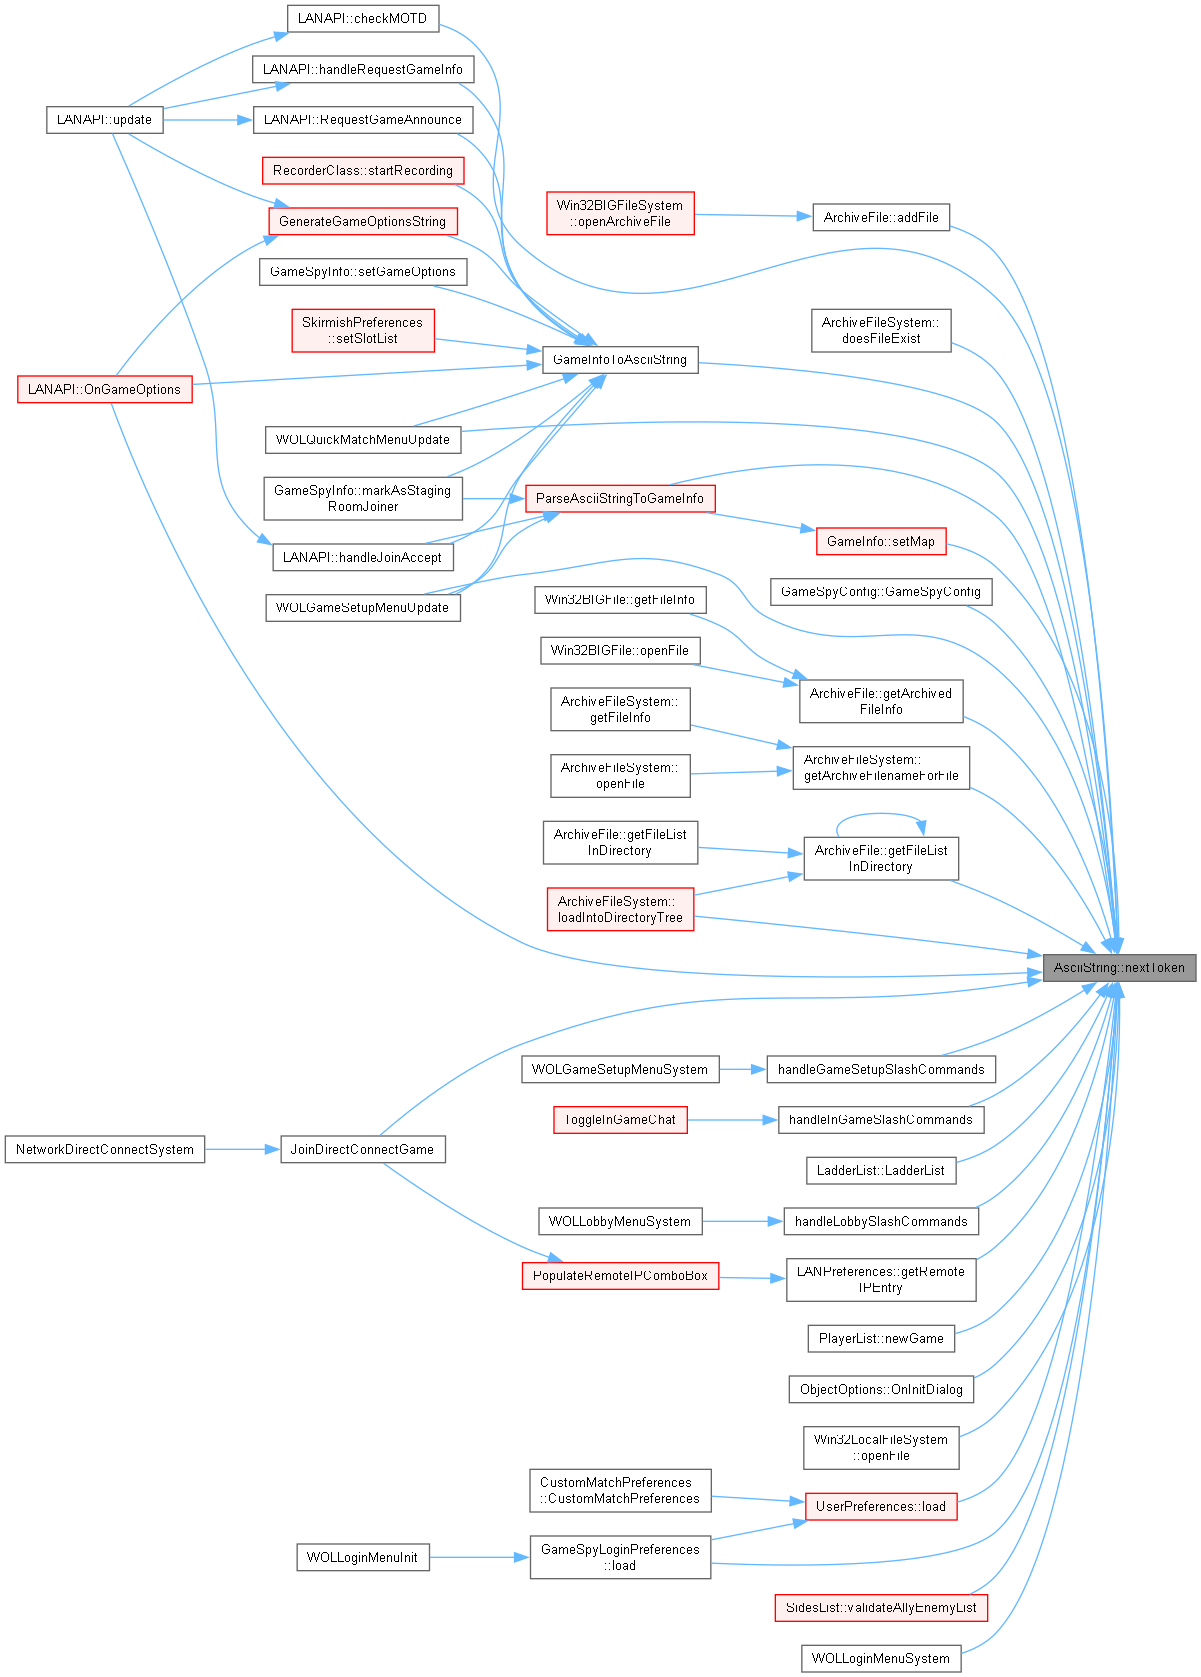 LANAPI::checkMOTD
LANAPI::handleRequestGameInfo
LANAPI::update
LANAPI::RequestGameAnnounce
RecorderClass::startRecording
GenerateGameOptionsString
GameSpyInfo::setGameOptions
SkirmishPreferences
::setSlotList
LANAPI::OnGameOptions
WOLQuickMatchMenuUpdate
GameSpyInfo::markAsStaging
RoomJoiner
LANAPI::handleJoinAccept
WOLGameSetupMenuUpdate
Win32BIGFileSystem
::openArchiveFile
ArchiveFile::addFile
ArchiveFileSystem::
doesFileExist
GameInfoToAsciiString
ParseAsciiStringToGameInfo
GameInfo::setMap
GameSpyConfig::GameSpyConfig
Win32BIGFile::getFileInfo
Win32BIGFile::openFile
ArchiveFile::getArchived
FileInfo
ArchiveFileSystem::
getFileInfo
ArchiveFileSystem::
getArchiveFilenameForFile
ArchiveFileSystem::
openFile
ArchiveFile::getFileList
InDirectory
ArchiveFile::getFileList
InDirectory
ArchiveFileSystem::
loadIntoDirectoryTree
AsciiString::nextToken
WOLGameSetupMenuSystem
handleGameSetupSlashCommands
ToggleInGameChat
handleInGameSlashCommands
NetworkDirectConnectSystem
JoinDirectConnectGame
LadderList::LadderList
WOLLobbyMenuSystem
handleLobbySlashCommands
PopulateRemoteIPComboBox
LANPreferences::getRemote
IPEntry
PlayerList::newGame
ObjectOptions::OnInitDialog
Win32LocalFileSystem
::openFile
CustomMatchPreferences
::CustomMatchPreferences
UserPreferences::load
WOLLoginMenuInit
GameSpyLoginPreferences
::load
SidesList::validateAllyEnemyList
WOLLoginMenuSystem